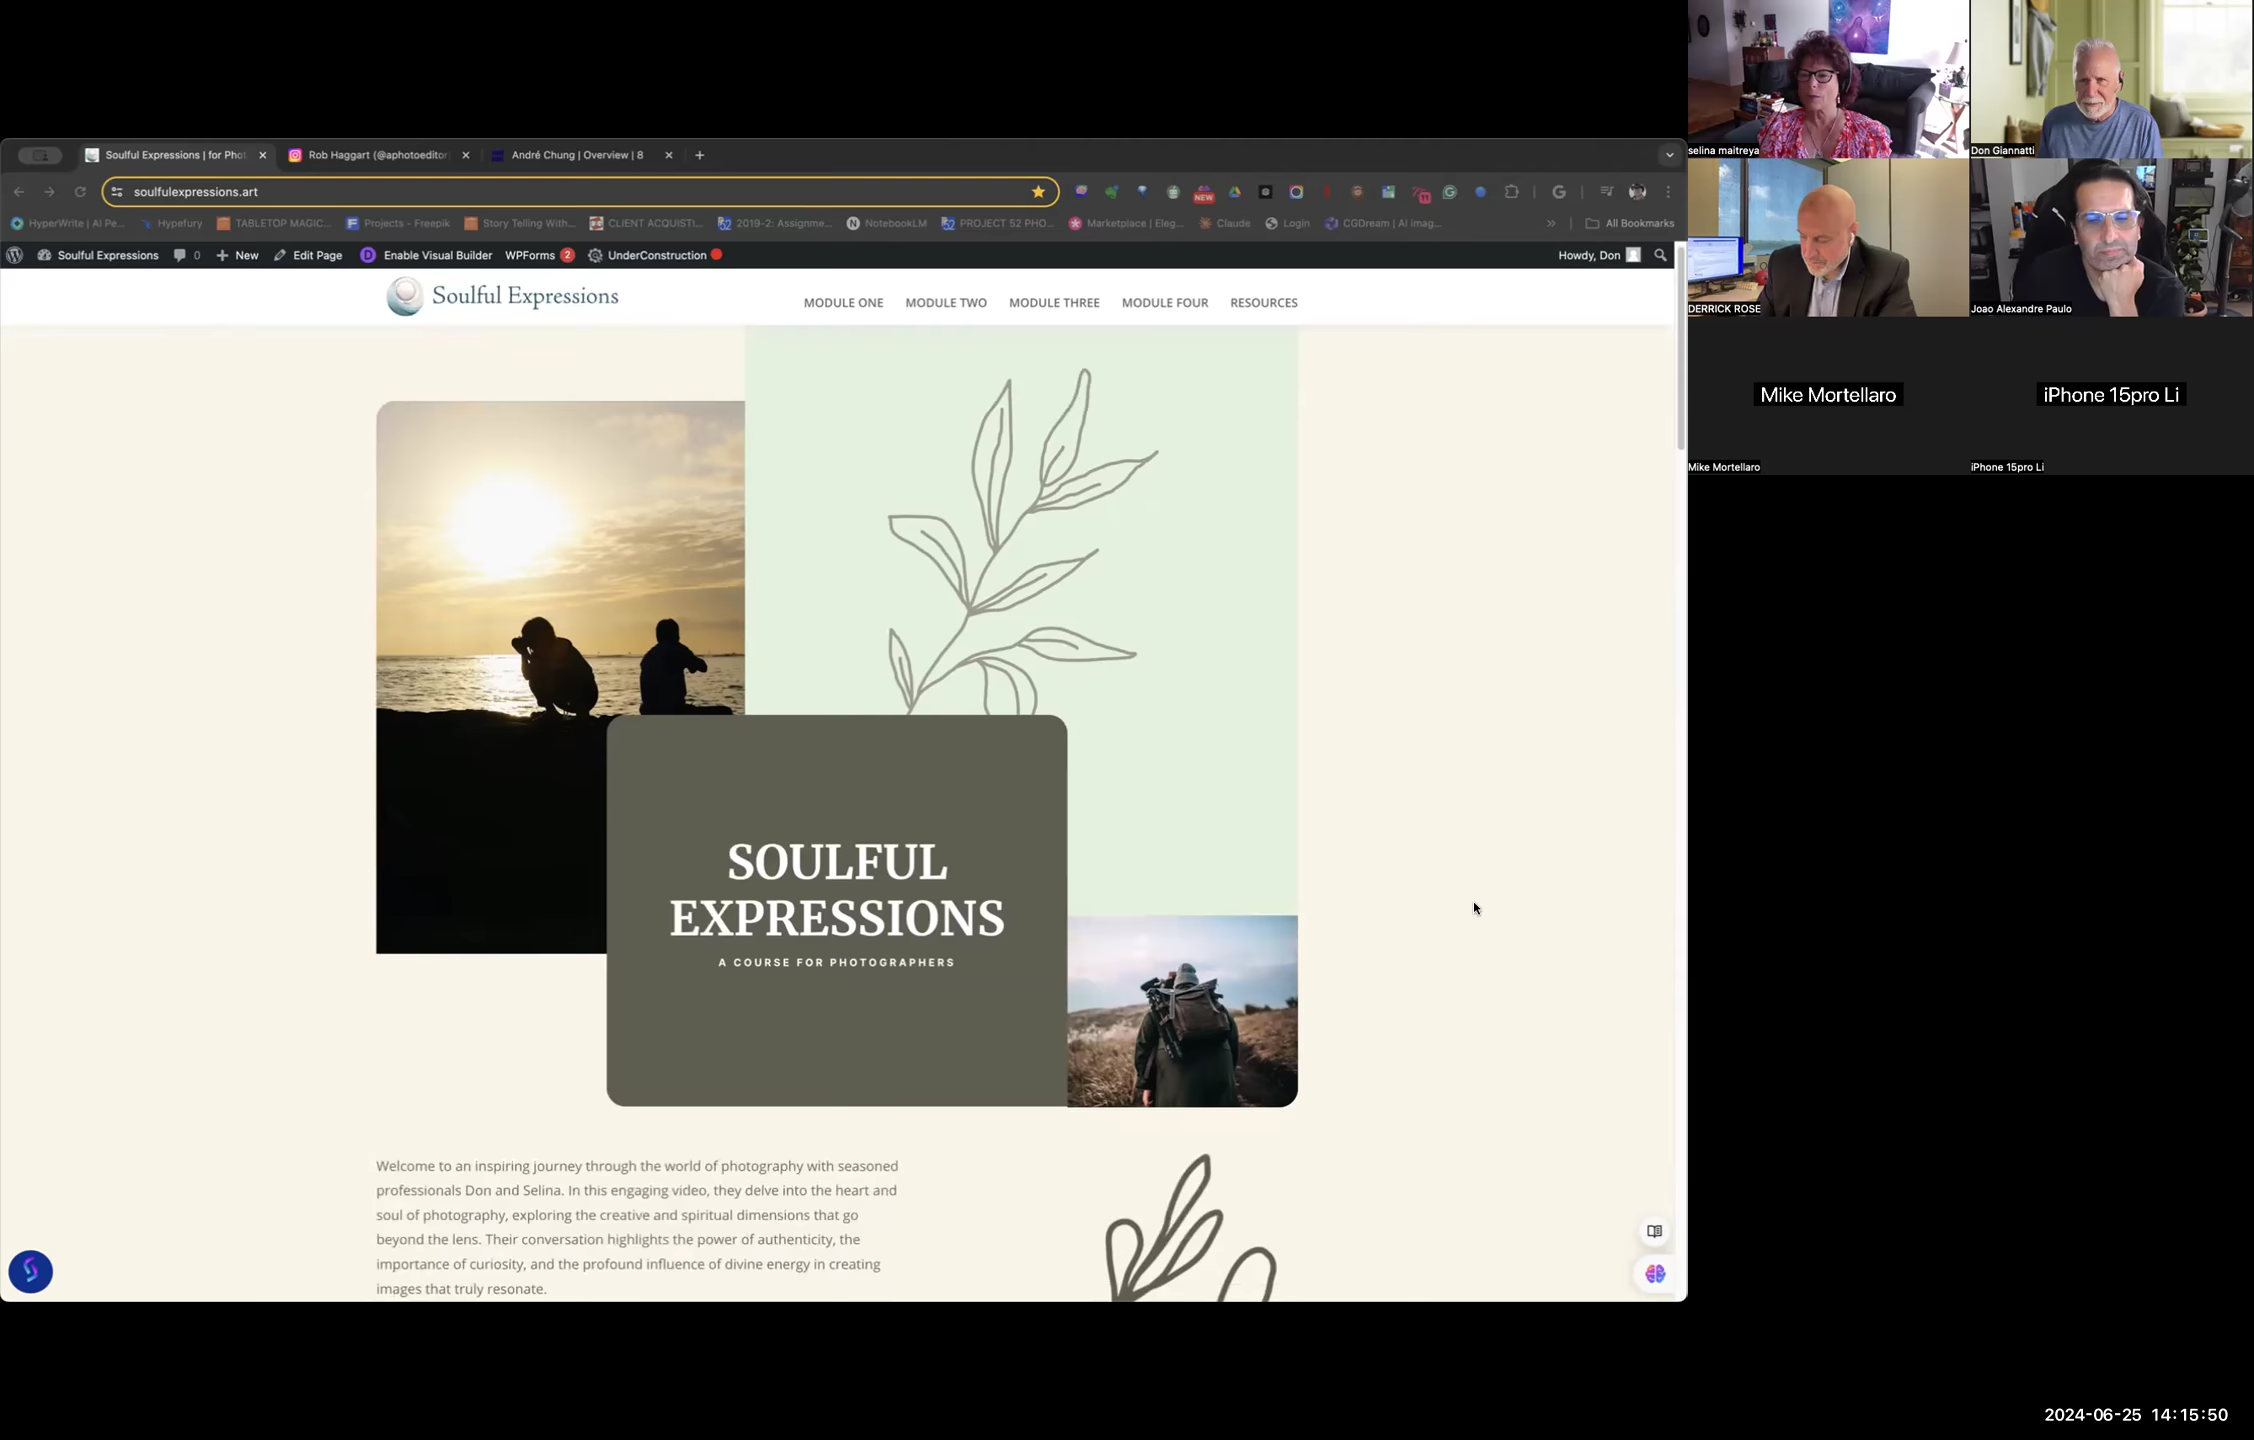 Soulful Expressions | for Phot
Rob Haggart (@aphotoeditor
André Chung | Overview | 8
soulfulexpressions.art
NEW
11
HyperWrite | AI Pe...
Hypefury
TABLETOP MAGIC...
Projects - Freepik
Story Telling With...
CLIENT ACQUISTI...
2019-2: Assignme...
NotebookLM
PROJECT 52 PHO...
Marketplace | Eleg...
Claude
Login
CGDream | AI imag...
» All Bookmarks
Soulful Expressions 0 + New Edit Page Enable Visual Builder WPForms 2 UnderConstruction Howdy, Don
Soulful Expressions
MODULE ONE MODULE TWO MODULE THREE MODULE FOUR RESOURCES
SOULFUL
EXPRESSIONS
A COURSE FOR PHOTOGRAPHERS
Welcome to an inspiring journey through the world of photography with seasoned
professionals Don and Selina. In this engaging video, they delve into the heart and
soul of photography, exploring the creative and spiritual dimensions that go
beyond the lens. Their conversation highlights the power of authenticity, the
importance of curiosity, and the profound influence of divine energy in creating
images that truly resonate.
selina maitreya
Don Giannatti
DERRICK ROSE
Joao Alexandre Paulo
Mike Mortellaro
iPhone 15pro Li
Mike Mortellaro
iPhone 15pro Li
2024-06-25 14:15:50